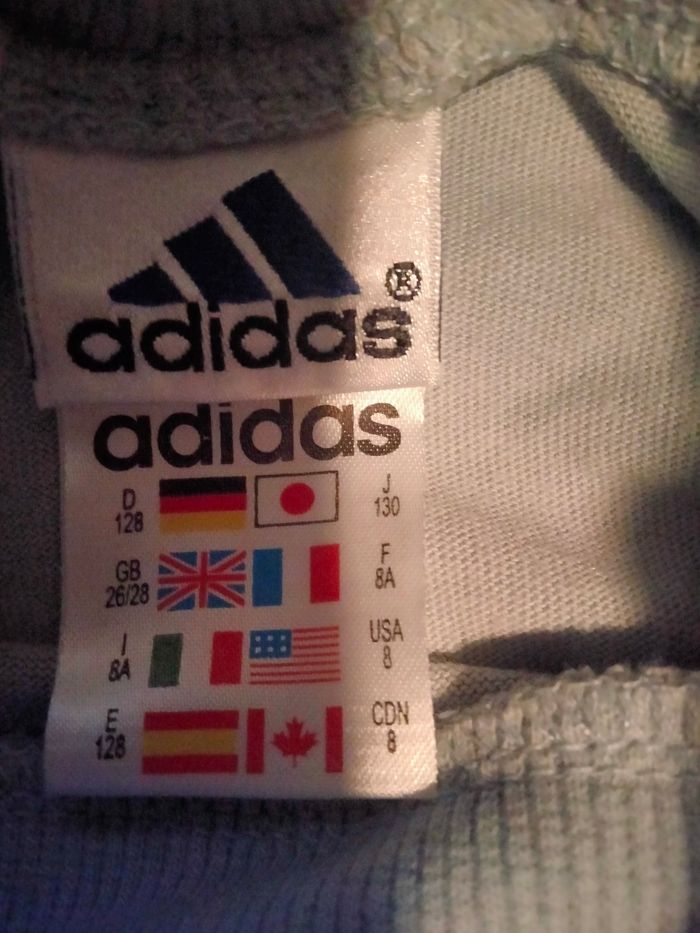 adidas®
adidas
D J
128 130
GB F
26/28 8A
I USA
8A 8
E CDN
128 8